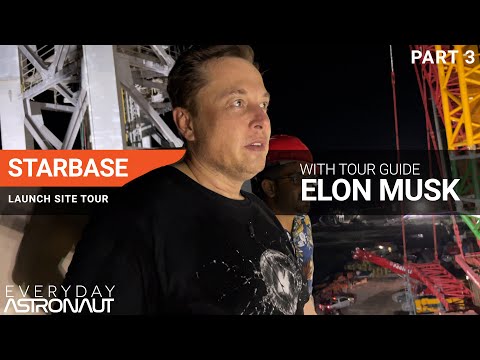 PART 3
STARBASE
LAUNCH SITE TOUR
WITH TOUR GUIDE
ELON MUSK
EVERYDAY
ASTRONAUT